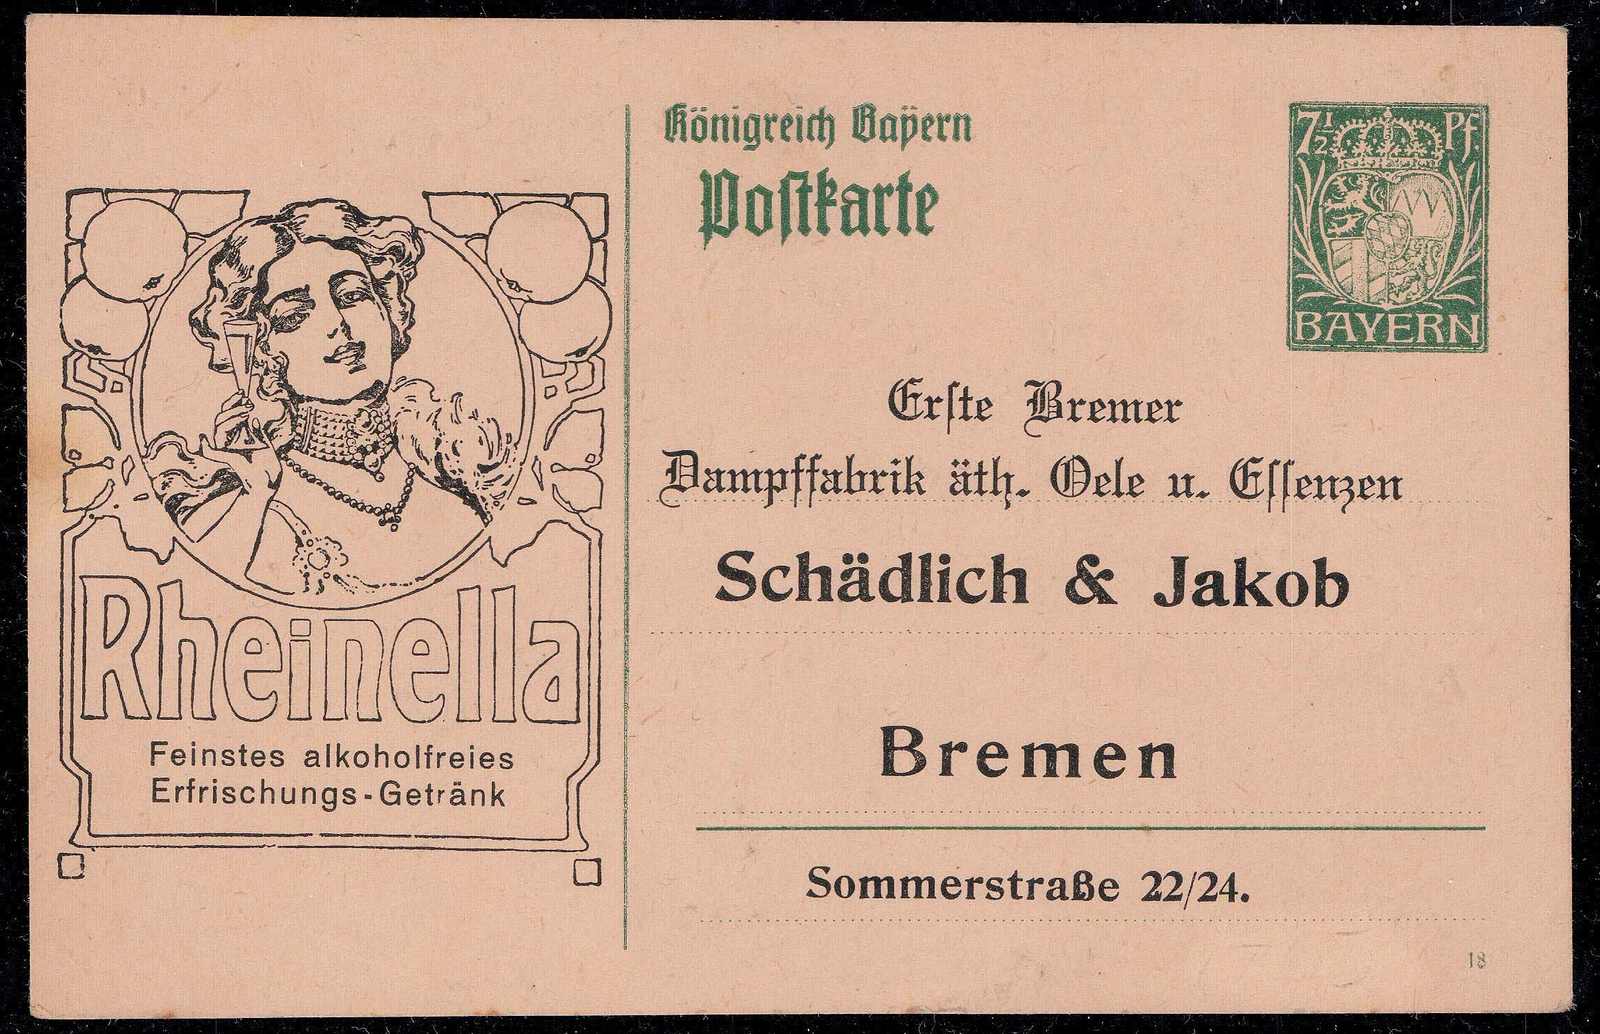 Königreich Bayern
Postkarte
7½ Pf.
BAYERN
Erste Bremer
Dampffabrik äth. Oele u. Essenzen
Schädlich & Jakob
Bremen
Sommerstraße 22/24.
18
Rheinella
Feinstes alkoholfreies
Erfrischungs-Getränk